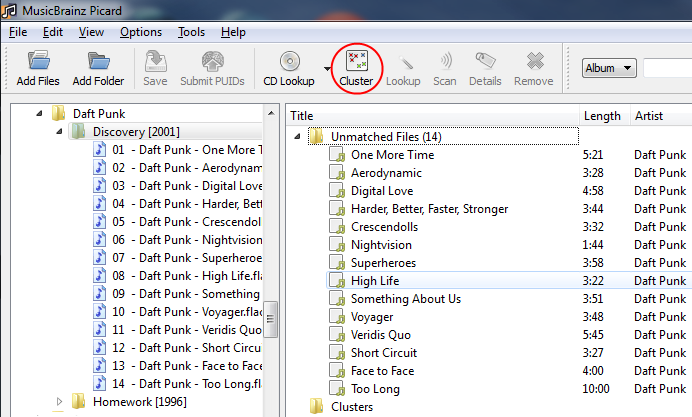 MusicBrainz Picard
File Edit View Options Tools Help
Add Files Add Folder Save Submit PUIDs CD Lookup Cluster Lookup Scan Details Remove Album
Daft Punk
Discovery [2001]
01 - Daft Punk - One More Tim
02 - Daft Punk - Aerodynamic
03 - Daft Punk - Digital Love
04 - Daft Punk - Harder, Bette
05 - Daft Punk - Crescendolls
06 - Daft Punk - Nightvision
07 - Daft Punk - Superheroe
08 - Daft Punk - High Life.fla
09 - Daft Punk - Something
10 - Daft Punk - Voyager.flac
11 - Daft Punk - Veridis Quo
12 - Daft Punk - Short Circuit
13 - Daft Punk - Face to Face
14 - Daft Punk - Too Long.fl
Homework [1996]
Title Length Artist
Unmatched Files (14)
One More Time 5:21 Daft Punk
Aerodynamic 3:28 Daft Punk
Digital Love 4:58 Daft Punk
Harder, Better, Faster, Stronger 3:44 Daft Punk
Crescendolls 3:32 Daft Punk
Nightvision 1:44 Daft Punk
Superheroes 2:58 Daft Punk
High Life 3:22 Daft Punk
Something About Us 3:51 Daft Punk
Voyager 3:48 Daft Punk
Veridis Quo 5:45 Daft Punk
Short Circuit 3:27 Daft Punk
Face to Face 4:00 Daft Punk
Too Long 10:00 Daft Punk
Clusters